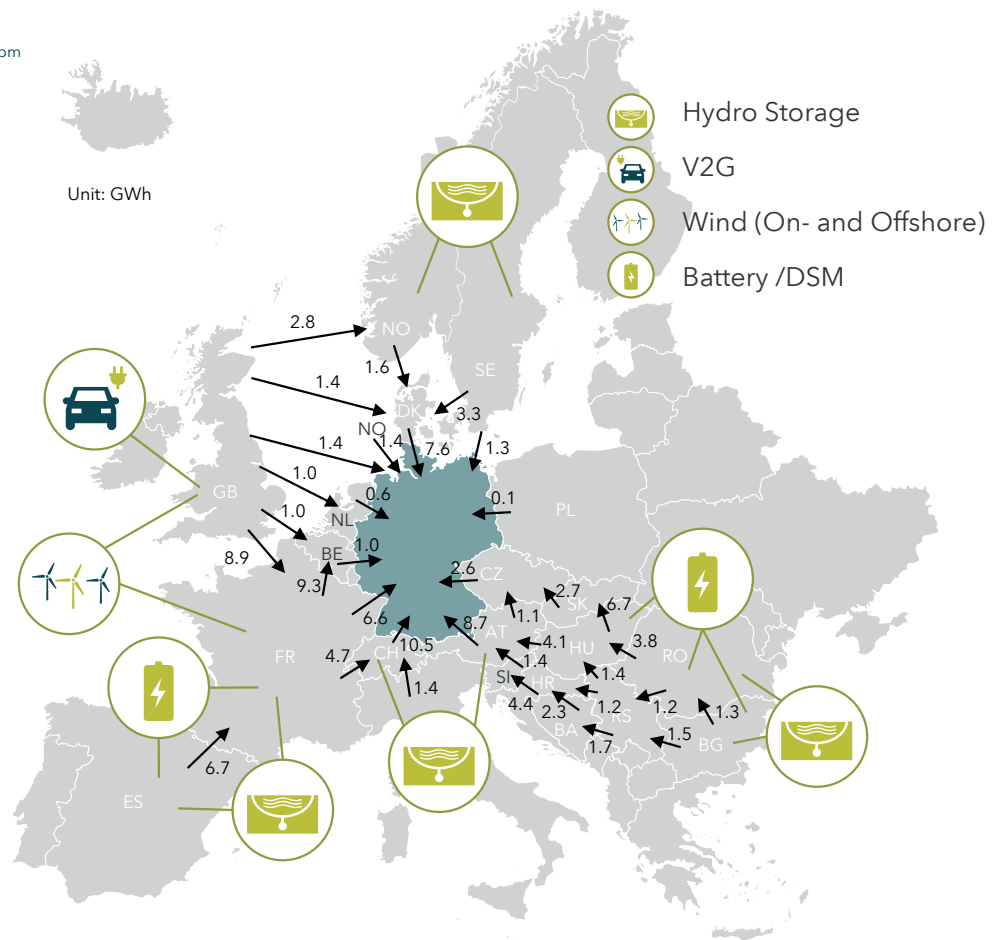 om
Hydro Storage
V2G
Unit: GWh
Wind (On- and Offshore)
Battery /DSM
2.8
NO
1.6
SE
1.4
DK
3.3
NO
1.4
1.4
7.6
1.3
1.0
0.6
0.1
GB
NL
PL
1.0
BE
1.0
8.9
9.3
2.6
CZ
2.7
SK
6.7
1.1
6.6
8.7
AT
10.5
4.1
HU
3.8
CH
FR
RO
4.7
1.4
1.4
SI
HR
1.4
4.4
2.3
1.2
1.2
RS
1.3
BA
1.5
1.7
BG
6.7
ES